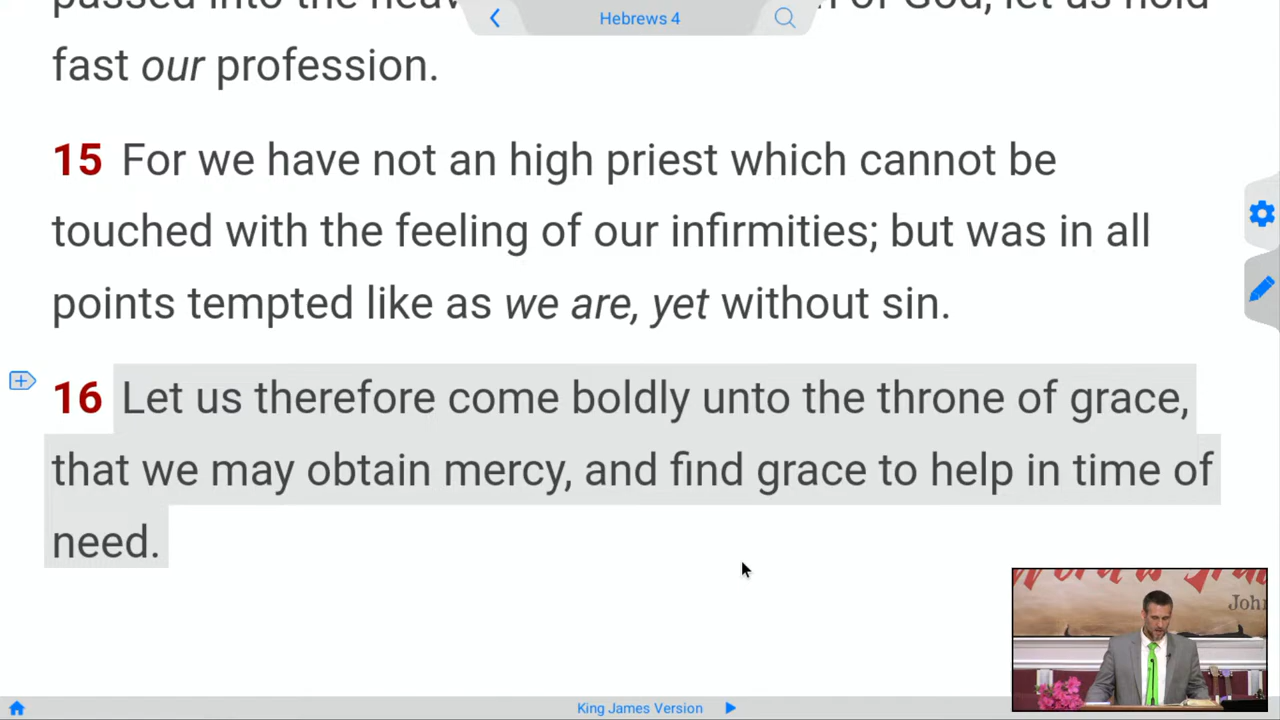 Hebrews 4
fast our profession.
15 For we have not an high priest which cannot be
touched with the feeling of our infirmities; but was in all
points tempted like as we are, yet without sin.
16 Let us therefore come boldly unto the throne of grace,
that we may obtain mercy, and find grace to help in time of
need.
John
King James Version